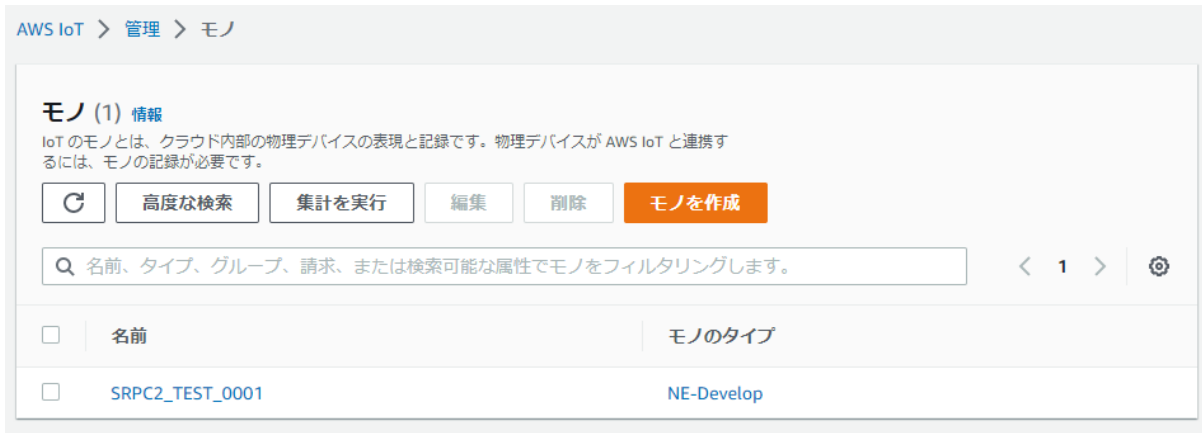 AWS IoT > 管理 > モノ
モノ (1) 情報
IoT のモノとは、クラウド内部の物理デバイスの表現と記録です。物理デバイスが AWS IoT と連携す
るには、モノの記録が必要です。
高度な検索 集計を実行 編集 削除 モノを作成
名前、タイプ、グループ、請求、または検索可能な属性でモノをフィルタリングします。 < 1 >
名前 モノのタイプ
SRPC2_TEST_0001 NE-Develop